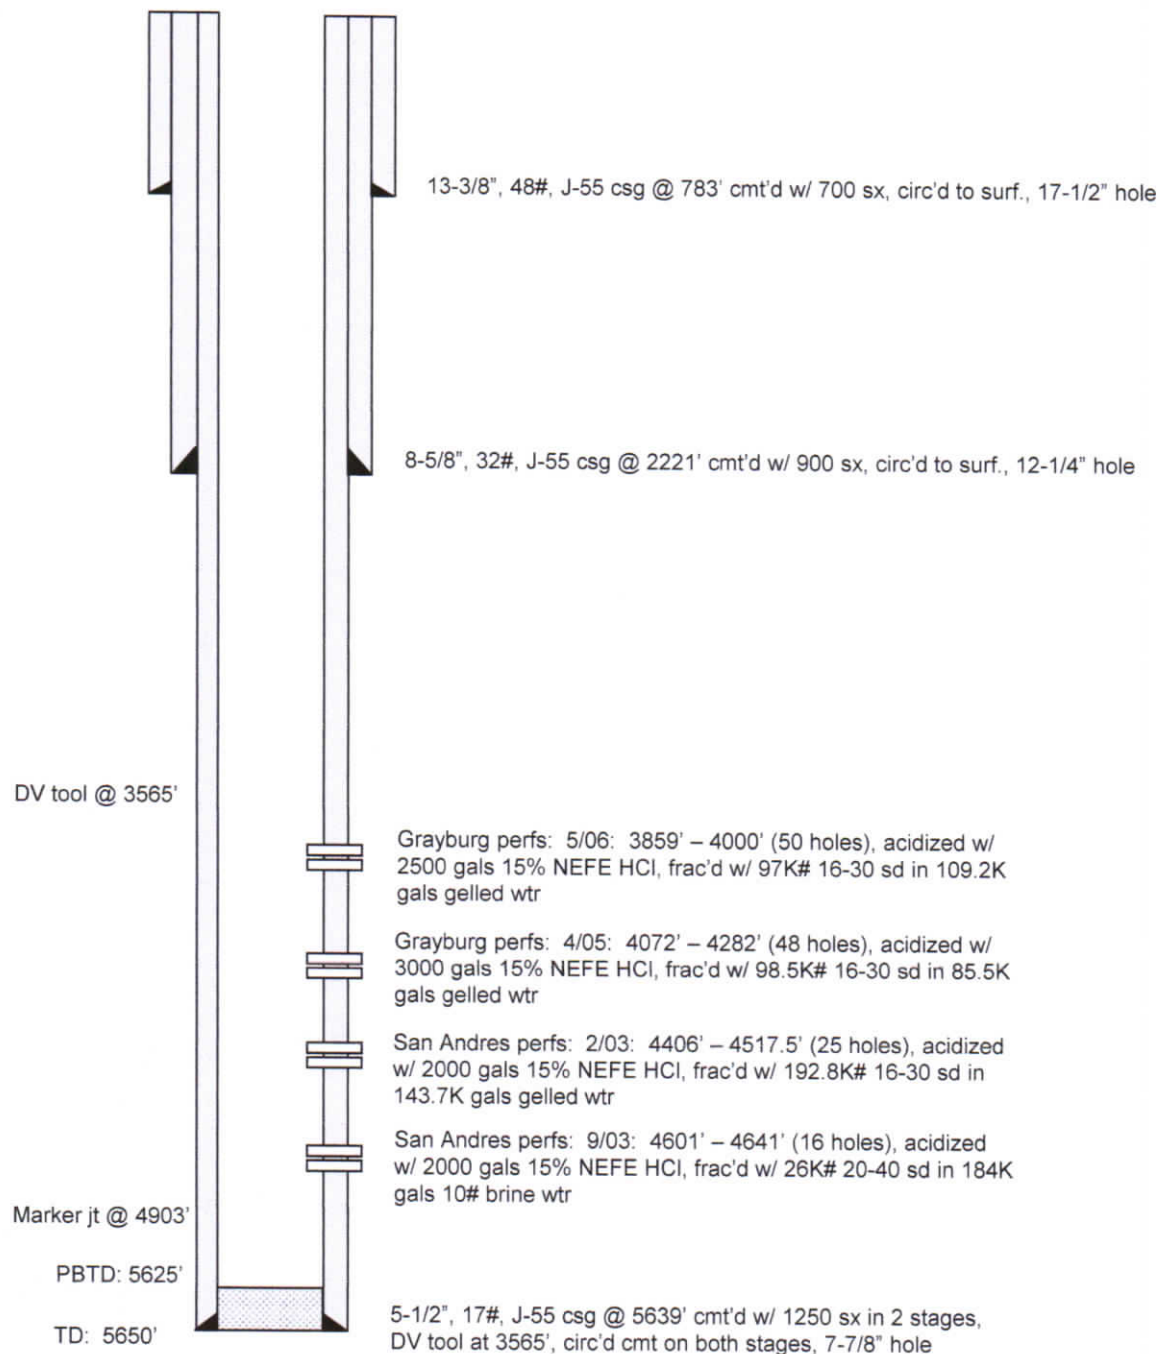 13-3/8", 48#, J-55 csg @ 783' cmt'd w/ 700 sx, circ'd to surf., 17-1/2" hole
8-5/8", 32#, J-55 csg @ 2221' cmt'd w/ 900 sx, circ'd to surf., 12-1/4" hole
DV tool @ 3565'
Grayburg perfs: 5/06: 3859' – 4000' (50 holes), acidized w/
2500 gals 15% NEFE HCl, frac'd w/ 97K# 16-30 sd in 109.2K
gals gelled wtr
Grayburg perfs: 4/05: 4072' – 4282' (48 holes), acidized w/
3000 gals 15% NEFE HCl, frac'd w/ 98.5K# 16-30 sd in 85.5K
gals gelled wtr
San Andres perfs: 2/03: 4406' – 4517.5' (25 holes), acidized
w/ 2000 gals 15% NEFE HCl, frac'd w/ 192.8K# 16-30 sd in
143.7K gals gelled wtr
San Andres perfs: 9/03: 4601' – 4641' (16 holes), acidized
w/ 2000 gals 15% NEFE HCl, frac'd w/ 26K# 20-40 sd in 184K
gals 10# brine wtr
Marker jt @ 4903'
PBTD: 5625'
TD: 5650'
5-1/2", 17#, J-55 csg @ 5639' cmt'd w/ 1250 sx in 2 stages,
DV tool at 3565', circ'd cmt on both stages, 7-7/8" hole